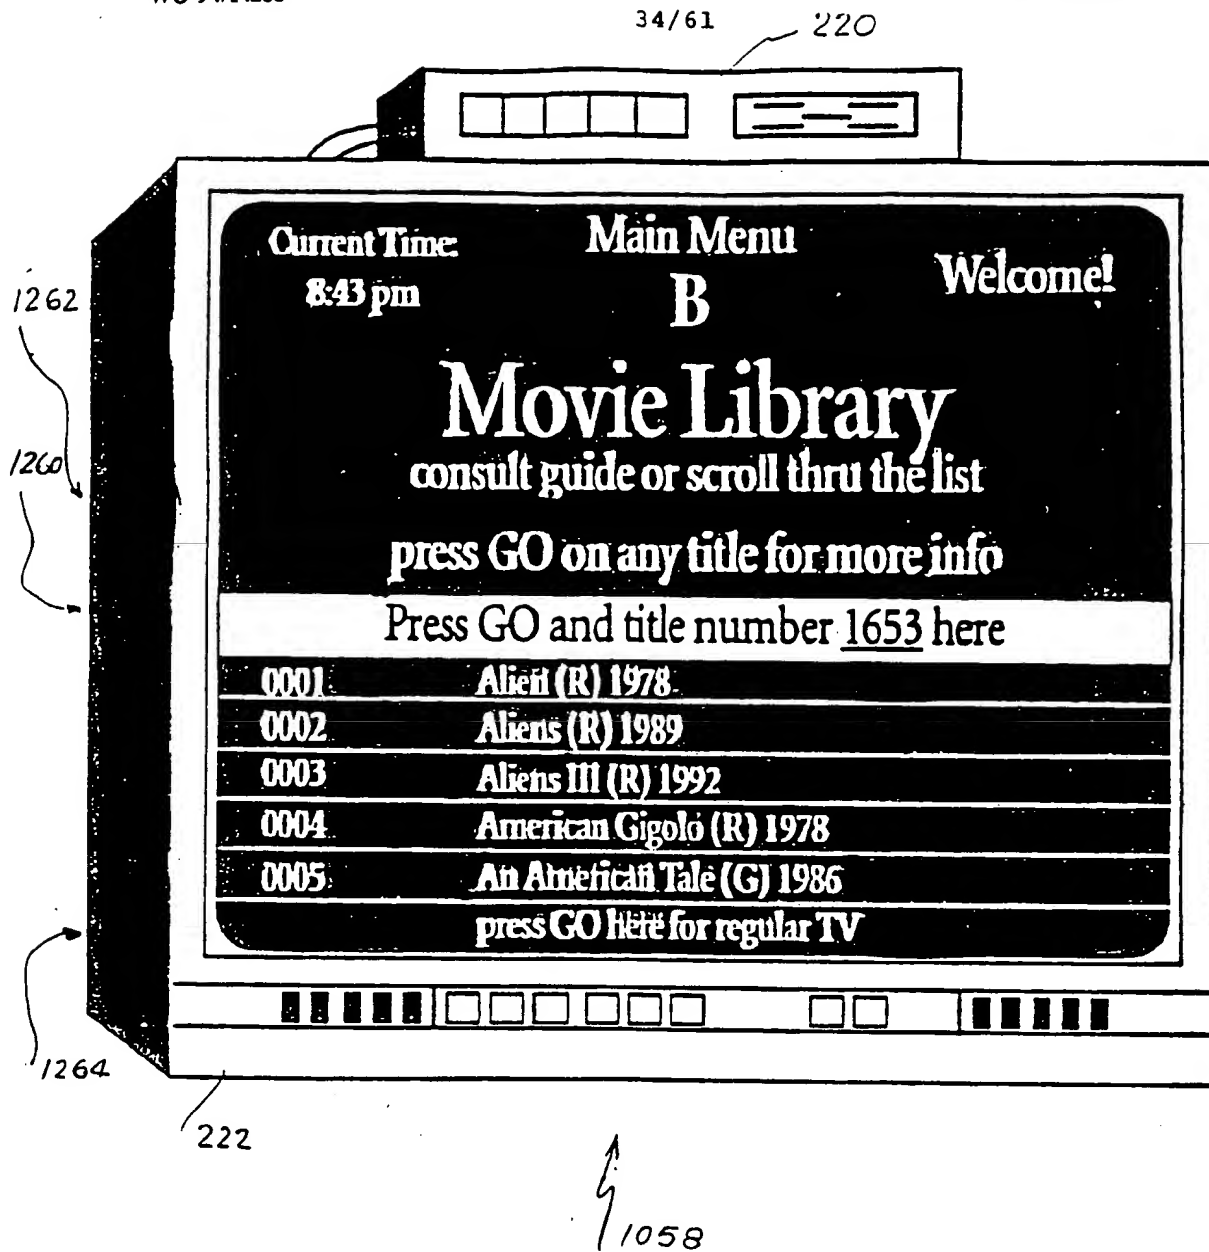 34/61
220
Current Time:
8:43 pm
Main Menu
B
Welcome!
Movie Library
consult guide or scroll thru the list
press GO on any title for more info
Press GO and title number 1653 here
0001 Alien (R) 1978
0002 Aliens (R) 1989
0003 Aliens III (R) 1992
0004 American Gigolo (R) 1978
0005 An American Tale (G) 1986
press GO here for regular TV
1262
1260
1264
222
1058